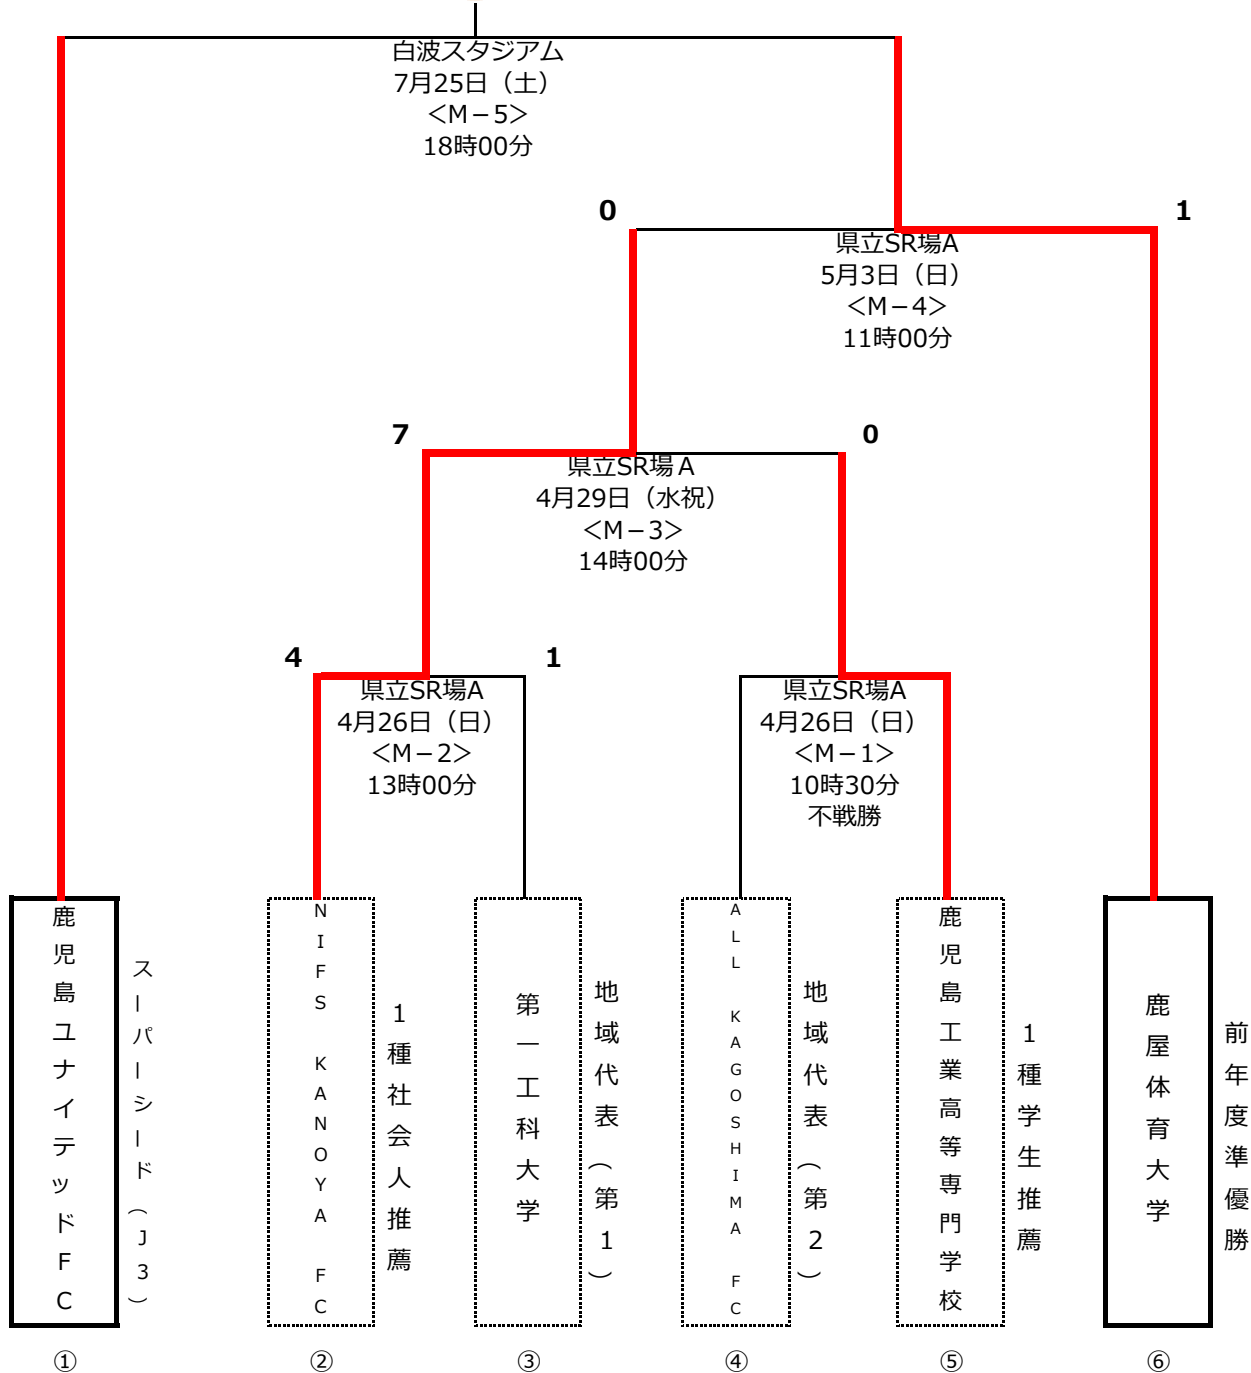 白波スタジアム
7月25日（土）
＜M－5＞
18時00分
0
1
県立SR場A
5月3日（日）
＜M－4＞
11時00分
7
0
県立SR場Ａ
4月29日（水祝）
＜M－3＞
14時00分
4
1
県立SR場A
4月26日（日）
＜M－2＞
13時00分
県立SR場A
4月26日（日）
＜M－1＞
10時30分
不戦勝
鹿児島ユナイテッドFC
スーパーシード（J3）
NIFS KANOYA FC
1種社会人推薦
第一工科大学
地域代表（第1）
ALL KAGOSHIMA FC
地域代表（第2）
鹿児島工業高等専門学校
1種学生推薦
鹿屋体育大学
前年度準優勝
①
②
③
④
⑤
⑥